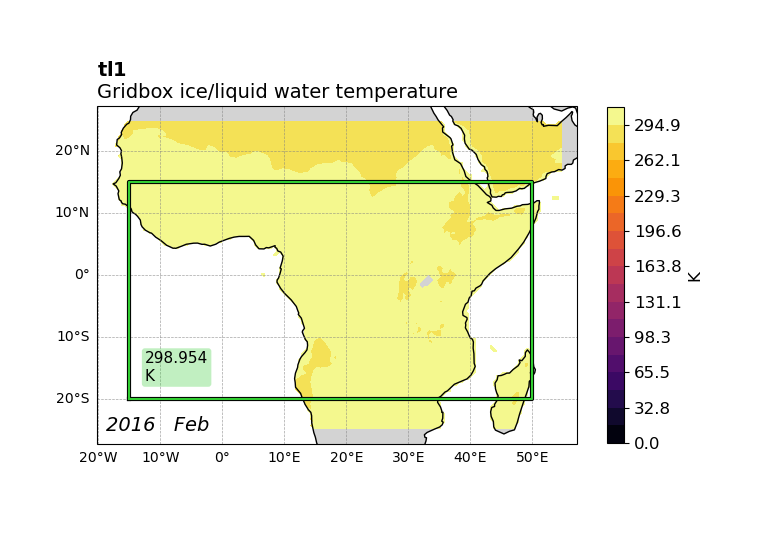 tl1
Gridbox ice/liquid water temperature
20°N
10°N
0°
10°S
20°S
298.954
K
2016 Feb
20°W 10°W 0° 10°E 20°E 30°E 40°E 50°E
294.9
262.1
229.3
196.6
163.8
131.1
98.3
65.5
32.8
0.0
K